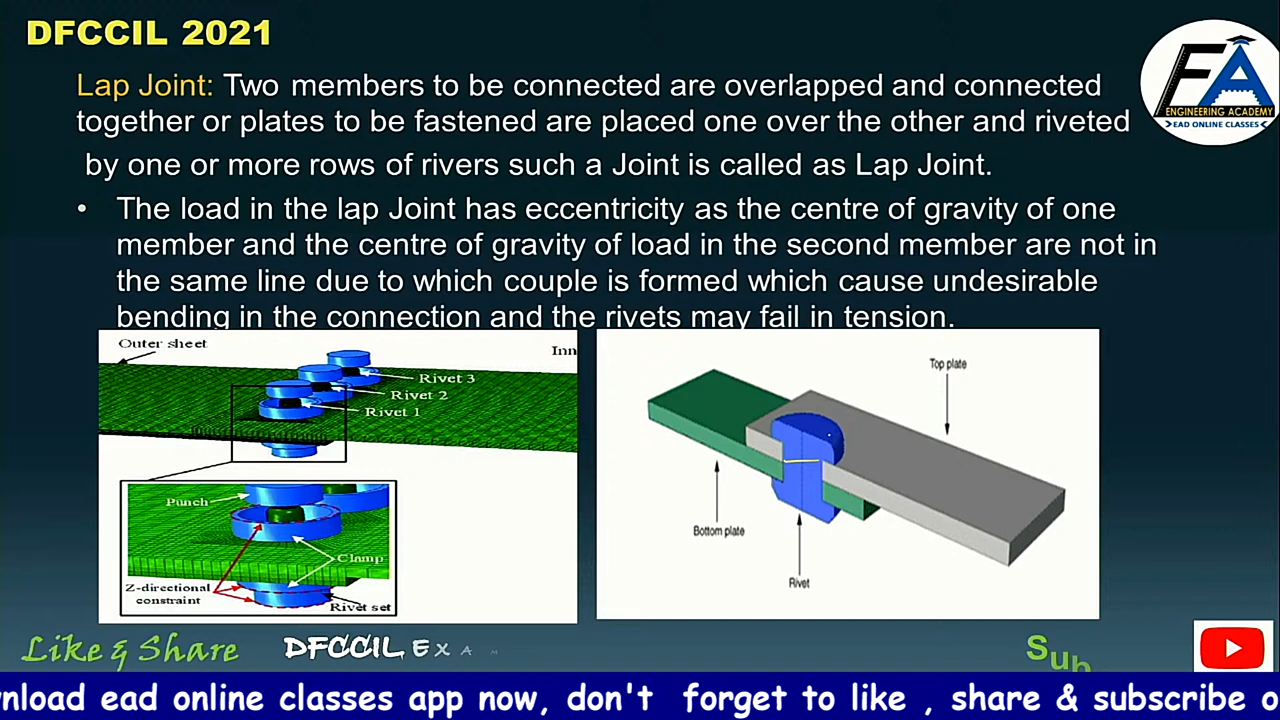 DFCCIL 2021
Lap Joint: Two members to be connected are overlapped and connected
together or plates to be fastened are placed one over the other and riveted
by one or more rows of rivers such a Joint is called as Lap Joint.
• The load in the lap Joint has eccentricity as the centre of gravity of one
member and the centre of gravity of load in the second member are not in
the same line due to which couple is formed which cause undesirable
bending in the connection and the rivets may fail in tension.
EA
ENGINEERING ACADEMY
EAD ONLINE CLASSES
Outer sheet
Inn
Rivet 3
Rivet 2
Rivet 1
Punch
Clamp
Z-directional
constraint
Rivet set
Top plate
Bottom plate
Rivet
Like & Share
DFCCIL EXAM
Sub
wnload ead online classes app now, don't forget to like , share & subscribe o